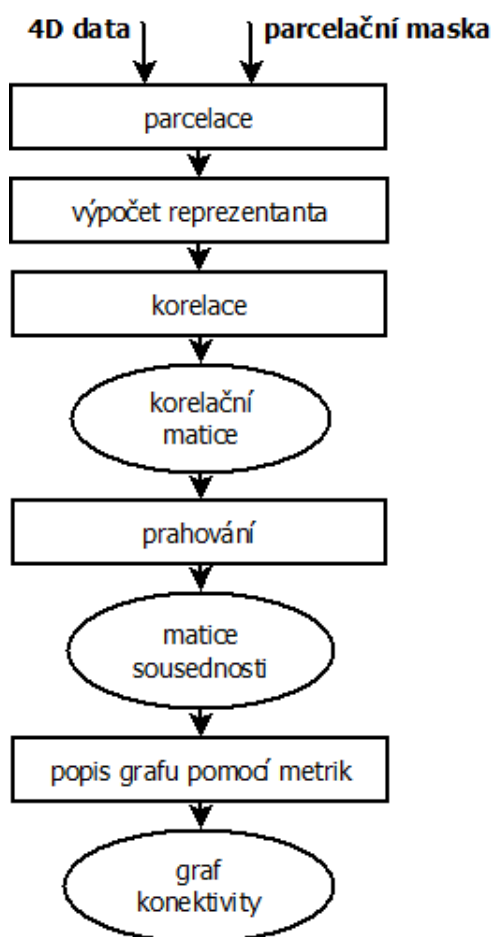 4D data
parcelační maska
parcelace
výpočet reprezentanta
korelace
korelační
matice
prahování
matice
sousednosti
popis grafu pomocí metrik
graf
konektivity